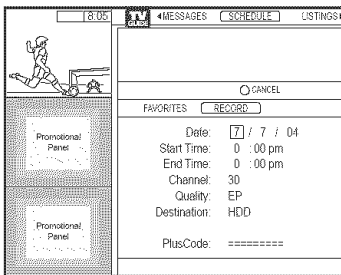 8:05
TV GUIDE
MESSAGES SCHEDULE LISTINGS
CANCEL
FAVORITES RECORD
Date: 7 / 7 / 04
Start Time: 0 :00 pm
End Time: 0 :00 pm
Channel: 30
Quality: EP
Destination: HDD
PlusCode: =========
Promotional
Panel
Promotional
Panel